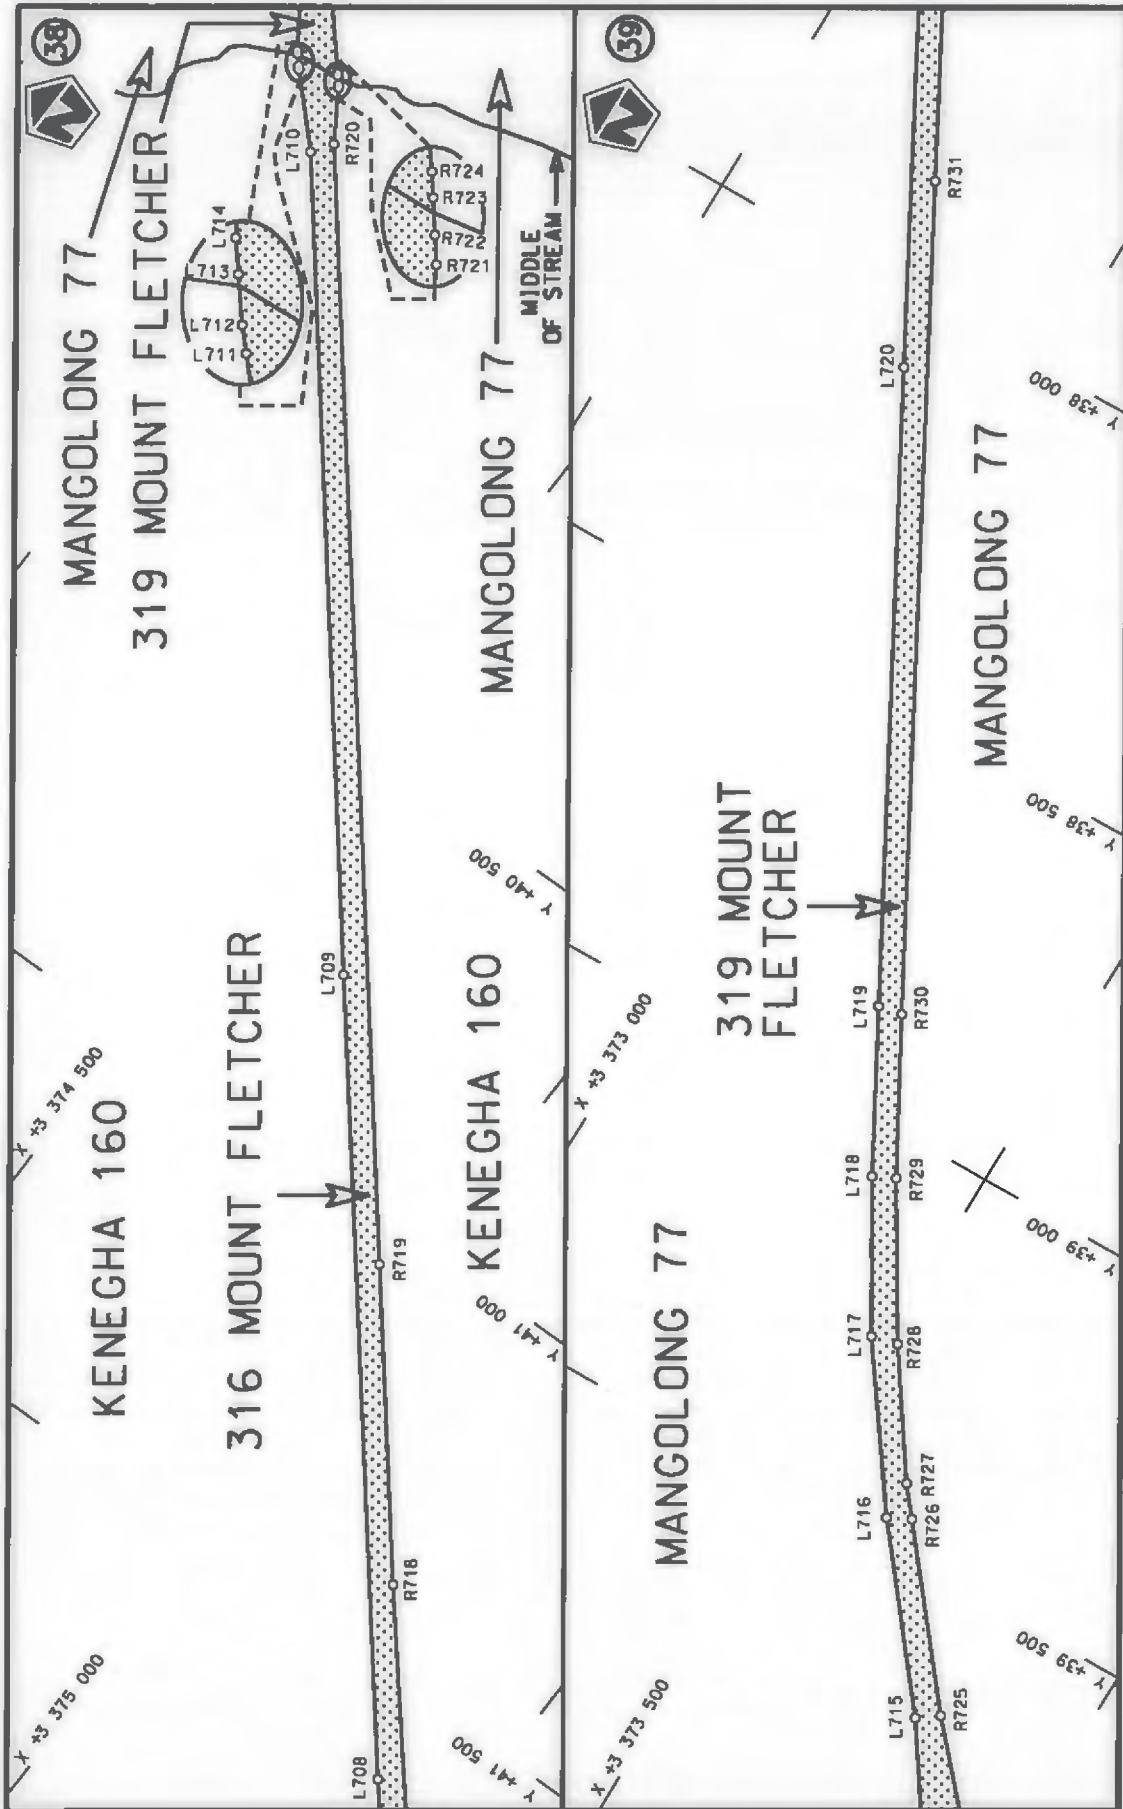 38
MANGOLONG 77
319 MOUNT FLETCHER
L710
R720
L714
L713
L712
L711
R724
R723
R722
R721
MIDDLE
OF STREAM
MANGOLONG 77
L709
Y +40 500
X +3 374 500
KENEGHA 160
316 MOUNT FLETCHER
KENEGHA 160
R719
Y +41 000
R718
X +3 375 000
L708
Y +41 500
39
R731
L720
Y +38 000
MANGOLONG 77
Y +38 500
319 MOUNT
FLETCHER
L719
R730
X +3 373 000
L718
R729
Y +39 000
MANGOLONG 77
L717
R728
R727
L716
R726
Y +39 500
L715
R725
X +3 373 500